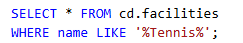 SELECT * FROM cd.facilities
WHERE name LIKE '%Tennis%';